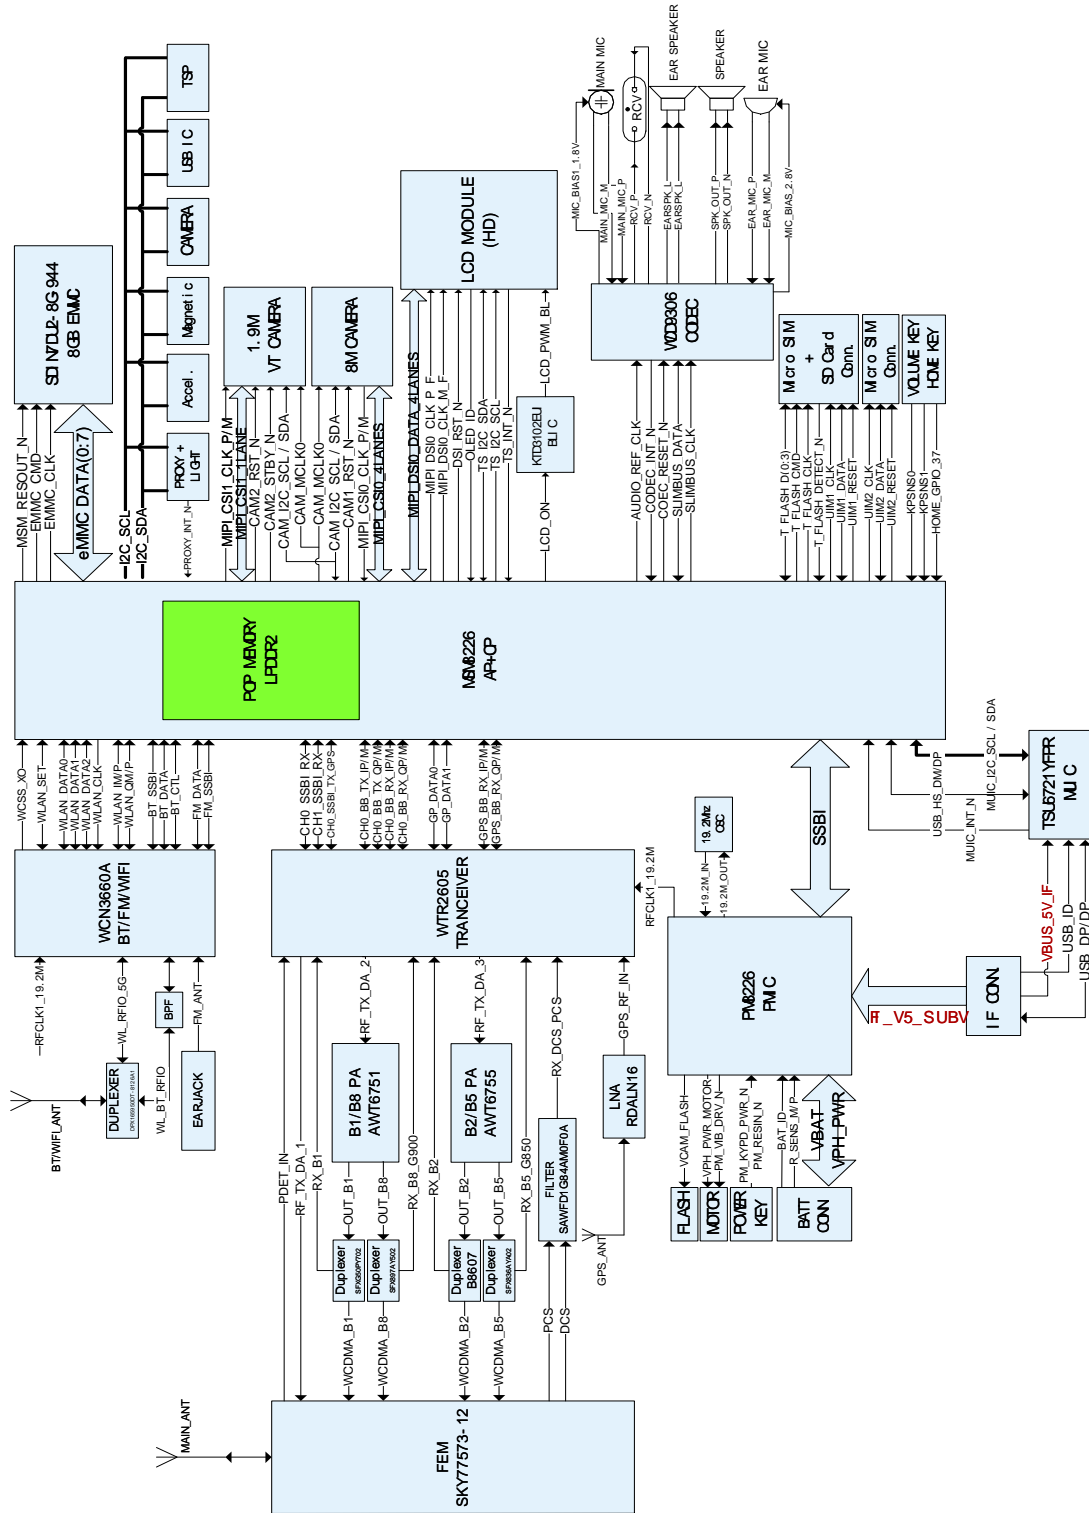 TSP
USB IC
CAMERA
Magnetic
Accel.
PROXY+
LIGHT
I2C_SCL
I2C_SDA
PROXY_INT_N
SDIN7DU2-8G 944
8GB EMMC
MSM_RESOUT_N
EMMC_CMD
EMMC_CLK
eMMC DATA(0:7)
1.9M
VT CAMERA
8M CAMERA
MIPI_CSI1_CLK_P/M
MIPI_CSI1_1LANE
CAM2_RST_N
CAM2_STBY_N
CAM_I2C_SCL / SDA
CAM_MCLK0
CAM_MCLK0
CAM_I2C_SCL / SDA
CAM1_RST_N
MIPI_CSI0_CLK_P/M
MIPI_CSI0_4LANES
LCD MODULE
(HD)
MIPI_DSI0_DATA_4LANES
MIPI_DSI0_CLK_P_F
MIPI_DSI0_CLK_M_F
DSI_RST_N
OLED_ID
TS_I2C_SDA
TS_I2C_SCL
TS_INT_N
LCD_PWM_BL
KTD3102EU
BL IC
LCD_ON
MAIN MIC
RCV
EAR SPEAKER
SPEAKER
EAR MIC
MIC_BIAS1_1.8V
MAIN_MIC_M
MAIN_MIC_P
RCV_P
RCV_N
EARSPK_L
EARSPK_L
SPK_OUT_P
SPK_OUT_N
EAR_MIC_P
EAR_MIC_M
MIC_BIAS_2.8V
WCD9306
CODEC
AUDIO_REF_CLK
CODEC_INT_N
COEC_RESET_N
SLIMBUS_DATA
SLIMBUS_CLK
Micro SIM
+
SD Card
Conn.
Micro SIM
Conn.
VOLUME KEY
HOME KEY
T_FLASH_D(0:3)
T_FLASH_CMD
T_FLASH_CLK
T_FLASH_DETECT_N
UIM1_CLK
UIM1_DATA
UIM1_RESET
UIM2_CLK
UIM2_DATA
UIM2_RESET
KPSNS0
KPSNS1
HOME_GPIO_37
POP MEMORY
LPDDR2
MSM8226
AP+CP
WCSS_XO
WLAN_SET
WLAN_DATA0
WLAN_DATA1
WLAN_DATA2
WLAN_CLK
WLAN_IM/P
WLAN_QM/P
BT_SSBI
BT_DATA
BT_CTL
FM_DATA
FM_SSBI
CH0_SSBI_RX
CH1_SSBI_RX
CH0_SSBI_TX_GPS
CH0_BB_TX_IP/M
CH0_BB_TX_QP/M
CH0_BB_RX_IP/M
CH0_BB_RX_QP/M
GP_DATA0
GP_DATA1
GPS_BB_RX_IP/M
GPS_BB_RX_QP/M
WCN3660A
BT/FM/WIFI
RFCLK1_19.2M
WL_RFIO_5G
BPF
FM_ANT
DUPLEXER
WL_BT_RFIO
EARJACK
BT/WIFI_ANT
WTR2605
TRANCEIVER
RFCLK1_19.2M
PDET_IN
RF_TX_DA_1
RX_B1
RF_TX_DA_2
B1/B8 PA
AWT6751
RX_B8_G900
RX_B2
RF_TX_DA_3
B2/B5 PA
AWT6755
RX_B5_G850
RX_DCS_PCS
GPS_RF_IN
LNA
RDALN16
FILTER
SAWFD1G84AM0F0A
OUT_B1
OUT_B8
OUT_B2
OUT_B5
GPS_ANT
Duplexer
Duplexer
Duplexer
B8607
Duplexer
SFX836AYA02
WCDMA_B1
WCDMA_B8
WCDMA_B2
WCDMA_B5
PCS
DCS
FEM
SKY77573-12
MAIN_ANT
19.2Mhz
OSC
19.2M_IN
19.2M_OUT
SSBI
PM8226
PMIC
VCAM_FLASH
VPH_PWR_MOTOR
PM_VIB_DRV_N
PM_KYPD_PWR_N
PM_RESIN_N
BAT_ID
R_SENS_M/P
VBAT
VPH_PWR
FLASH
MOTOR
POWER
KEY
BATT
CONN
IF CONN.
USB_HS_DM/DP
MUIC_INT_N
MUIC_I2C_SCL / SDA
TSU6721YFPR
MUIC
VBUS_5V_IF
USB_ID
USB_DP/DP